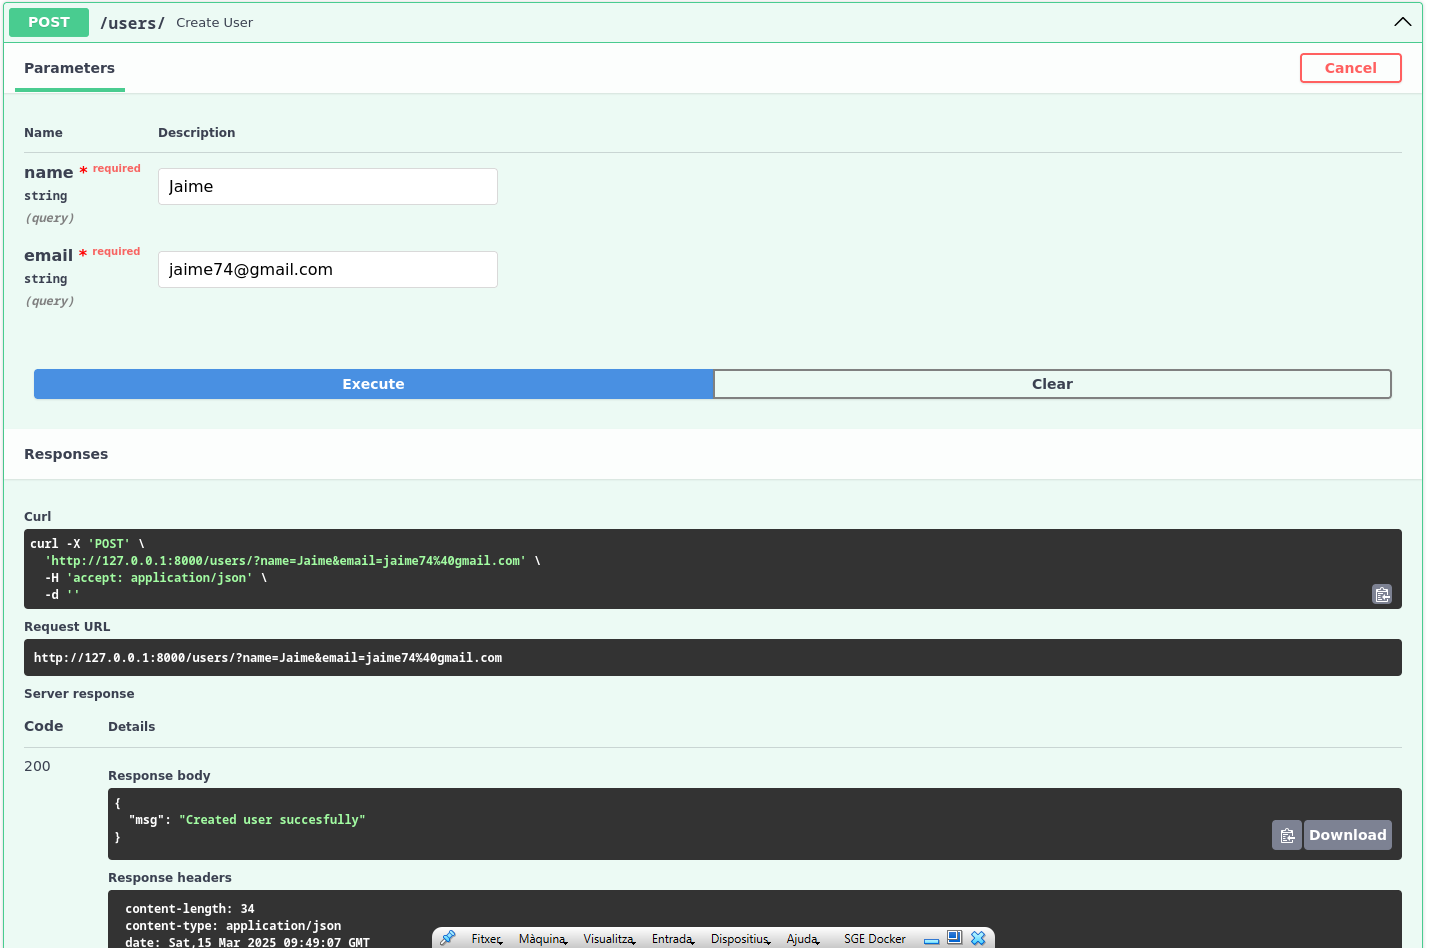 POST /users/ Create User
Parameters
Cancel
Name Description
name * required
string
(query)
Jaime
email * required
string
(query)
jaime74@gmail.com
Execute Clear
Responses
Curl
curl -X 'POST' \
'http://127.0.0.1:8000/users/?name=Jaime&email=jaime74%40gmail.com' \
-H 'accept: application/json' \
-d ''
Request URL
http://127.0.0.1:8000/users/?name=Jaime&email=jaime74%40gmail.com
Server response
Code Details
200
Response body
{
"msg": "Created user succesfully"
}
Download
Response headers
content-length: 34
content-type: application/json
date: Sat,15 Mar 2025 09:49:07 GMT
Fitxer Màquina Visualitza Entrada Dispositius Ajuda SGE Docker